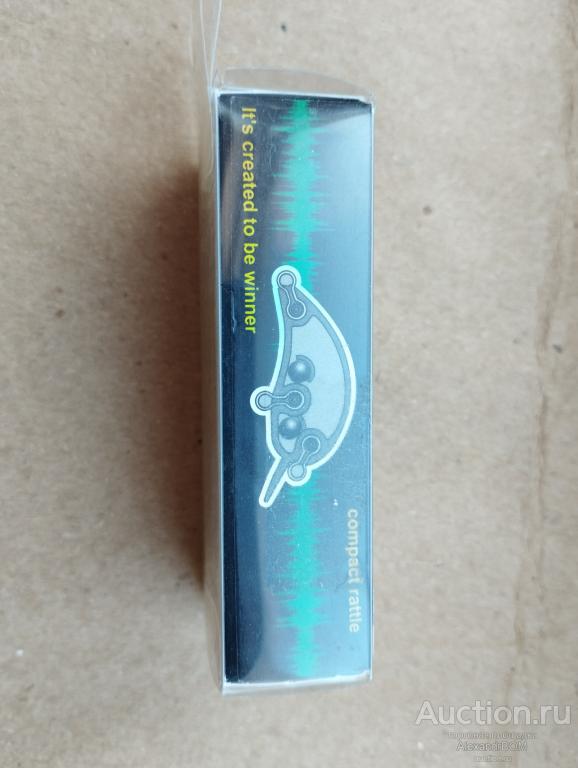 It's created to be winner
compact rattle
Auction.ru
AlexandrBOM